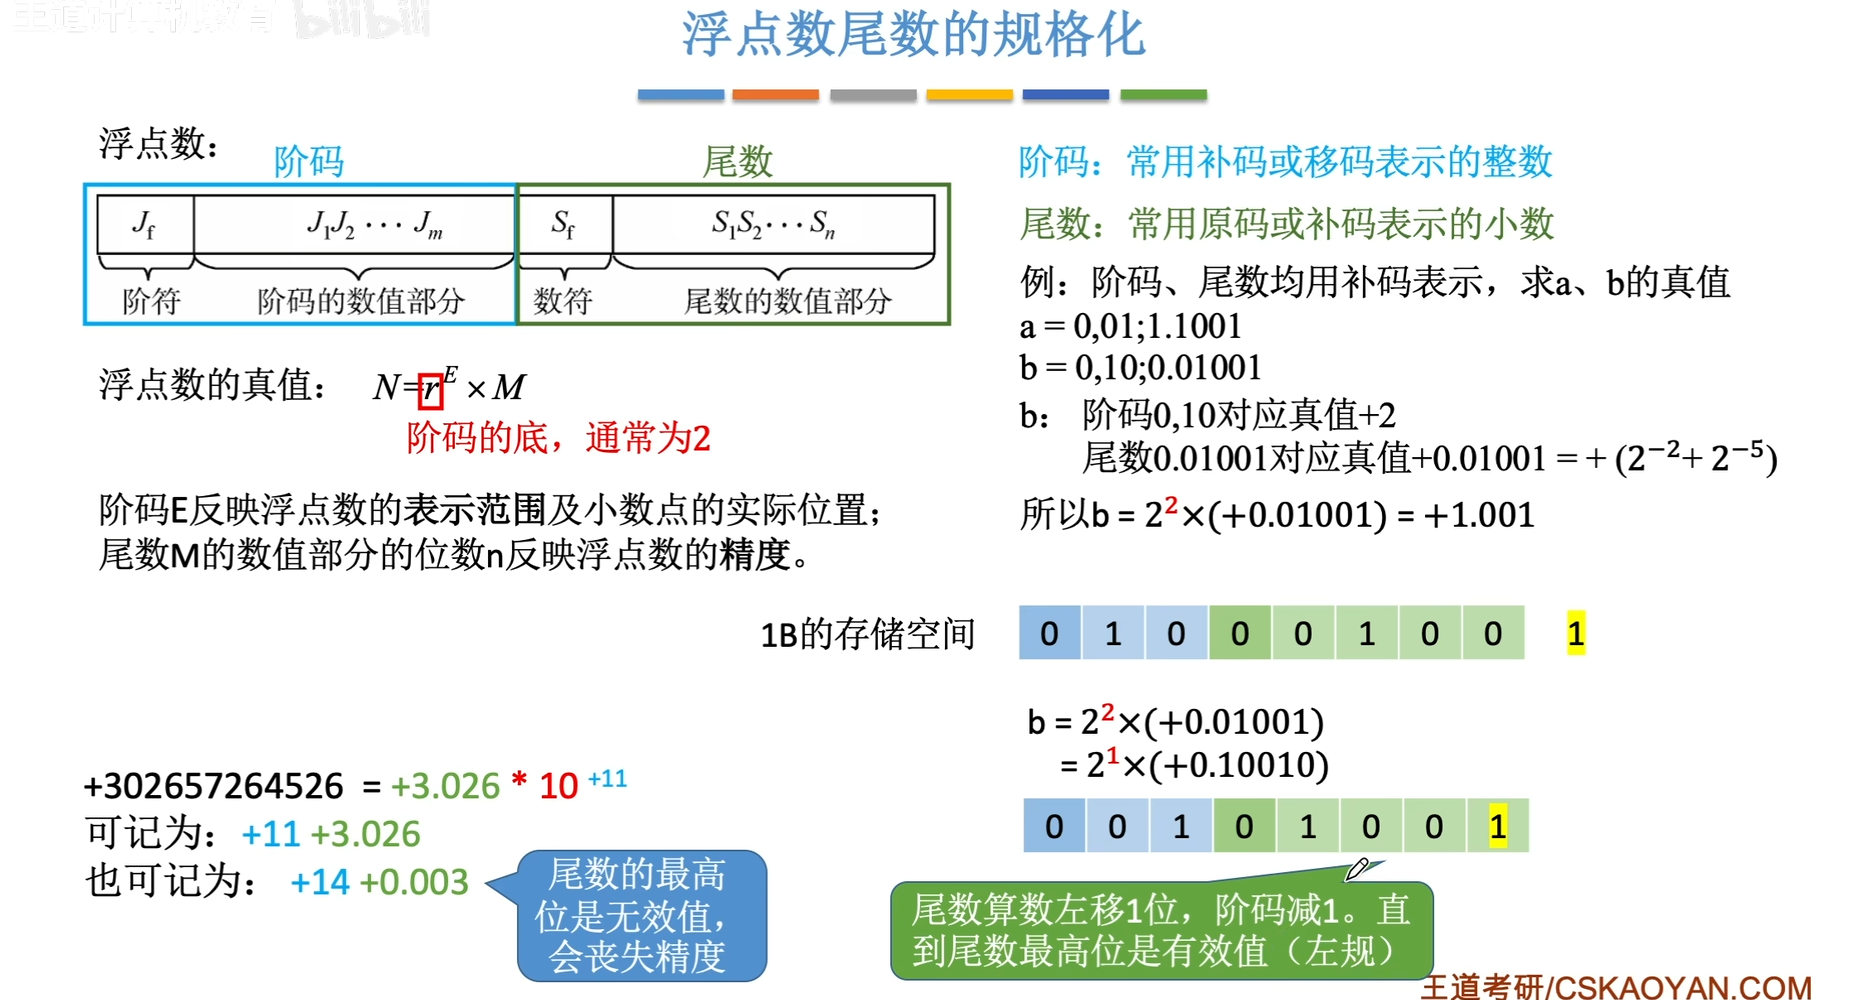 王道计算机教育 bilibili
浮点数尾数的规格化
浮点数：
阶码
尾数
J_f J_1J_2 ··· J_m S_f S_1S_2 ··· S_n
阶符 阶码的数值部分 数符 尾数的数值部分
浮点数的真值： N=r^E×M
阶码的底，通常为2
阶码E反映浮点数的表示范围及小数点的实际位置；
尾数M的数值部分的位数n反映浮点数的精度。
+302657264526 = +3.026 * 10 ^+11
可记为：+11 +3.026
也可记为： +14 +0.003
尾数的最高
位是无效值，
会丧失精度
阶码：常用补码或移码表示的整数
尾数：常用原码或补码表示的小数
例：阶码、尾数均用补码表示，求a、b的真值
a = 0,01;1.1001
b = 0,10;0.01001
b： 阶码0,10对应真值+2
尾数0.01001对应真值+0.01001 = + (2^−2+ 2^−5)
所以b = 2^2×(+0.01001) = +1.001
1B的存储空间 0 1 0 0 0 1 0 0 1
b = 2^2×(+0.01001)
= 2^1×(+0.10010)
0 0 1 0 1 0 0 1
尾数算数左移1位，阶码减1。直
到尾数最高位是有效值（左规）
王道考研/CSKAOYAN.COM